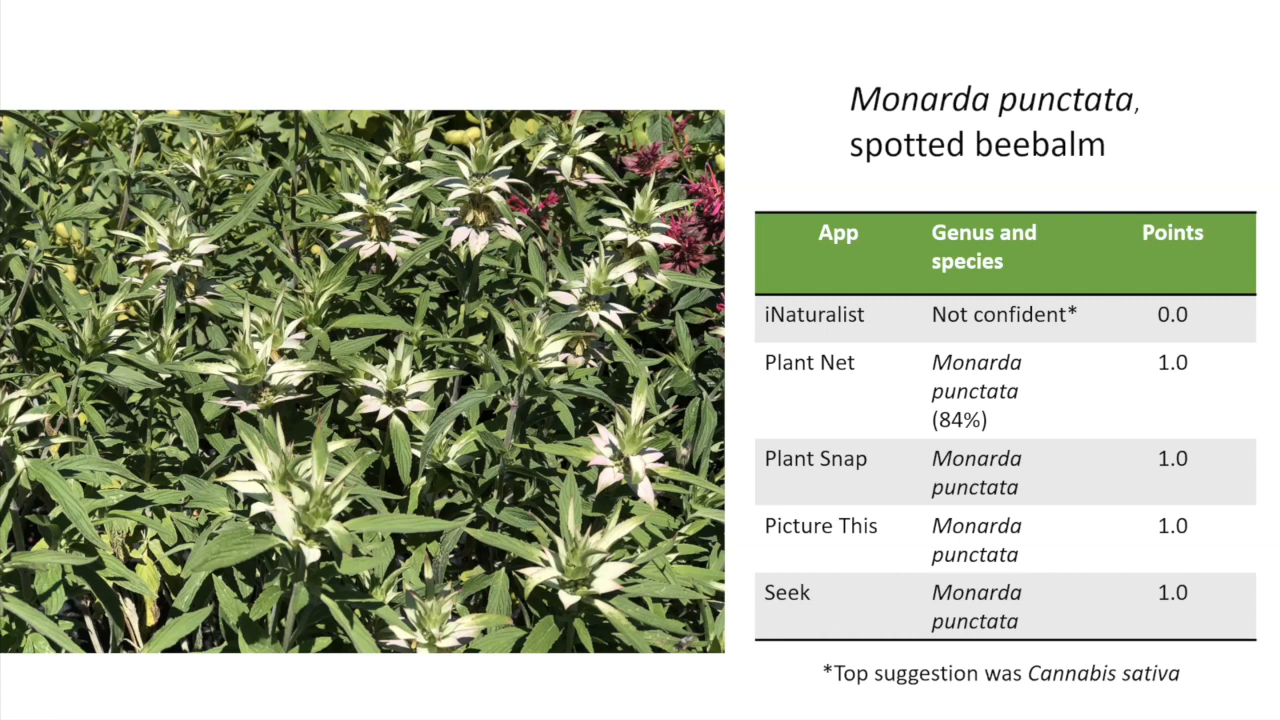 Monarda punctata,
spotted beebalm
App Genus and species Points
iNaturalist Not confident* 0.0
Plant Net Monarda punctata (84%) 1.0
Plant Snap Monarda punctata 1.0
Picture This Monarda punctata 1.0
Seek Monarda punctata 1.0
*Top suggestion was Cannabis sativa